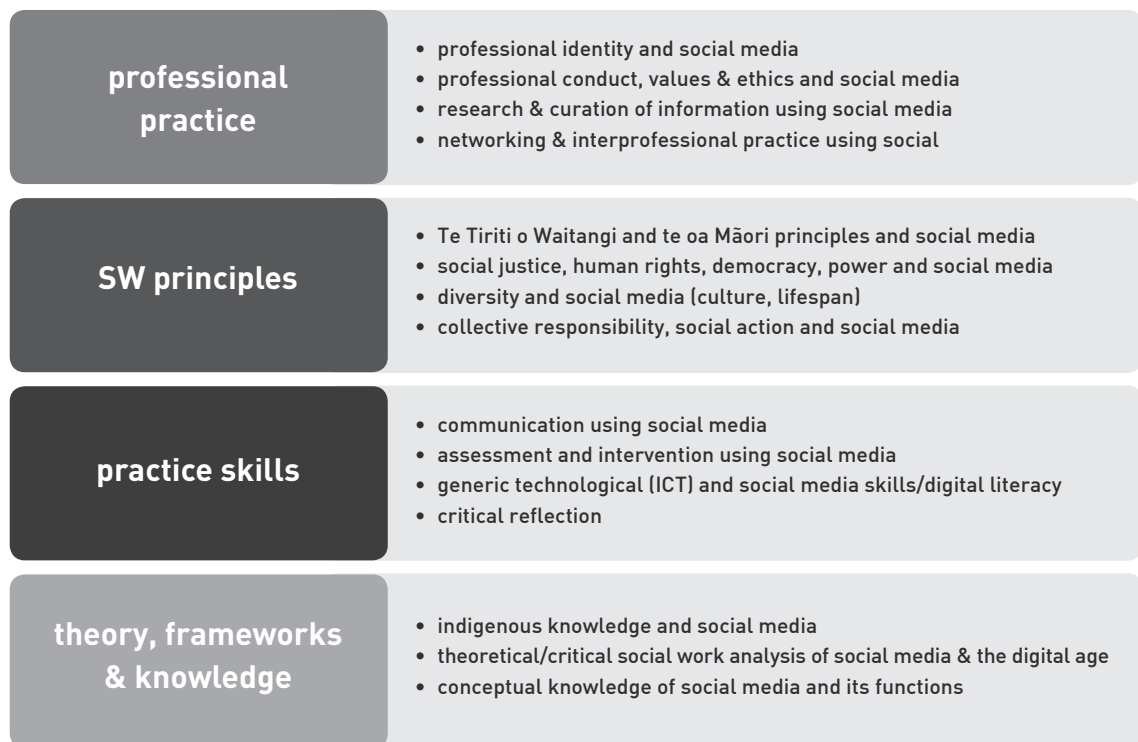 professional
practice
• professional identity and social media
• professional conduct, values & ethics and social media
• research & curation of information using social media
• networking & interprofessional practice using social
SW principles
• Te Tiriti o Waitangi and te oa Māori principles and social media
• social justice, human rights, democracy, power and social media
• diversity and social media (culture, lifespan)
• collective responsibility, social action and social media
practice skills
• communication using social media
• assessment and intervention using social media
• generic technological (ICT) and social media skills/digital literacy
• critical reflection
theory, frameworks
& knowledge
• indigenous knowledge and social media
• theoretical/critical social work analysis of social media & the digital age
• conceptual knowledge of social media and its functions